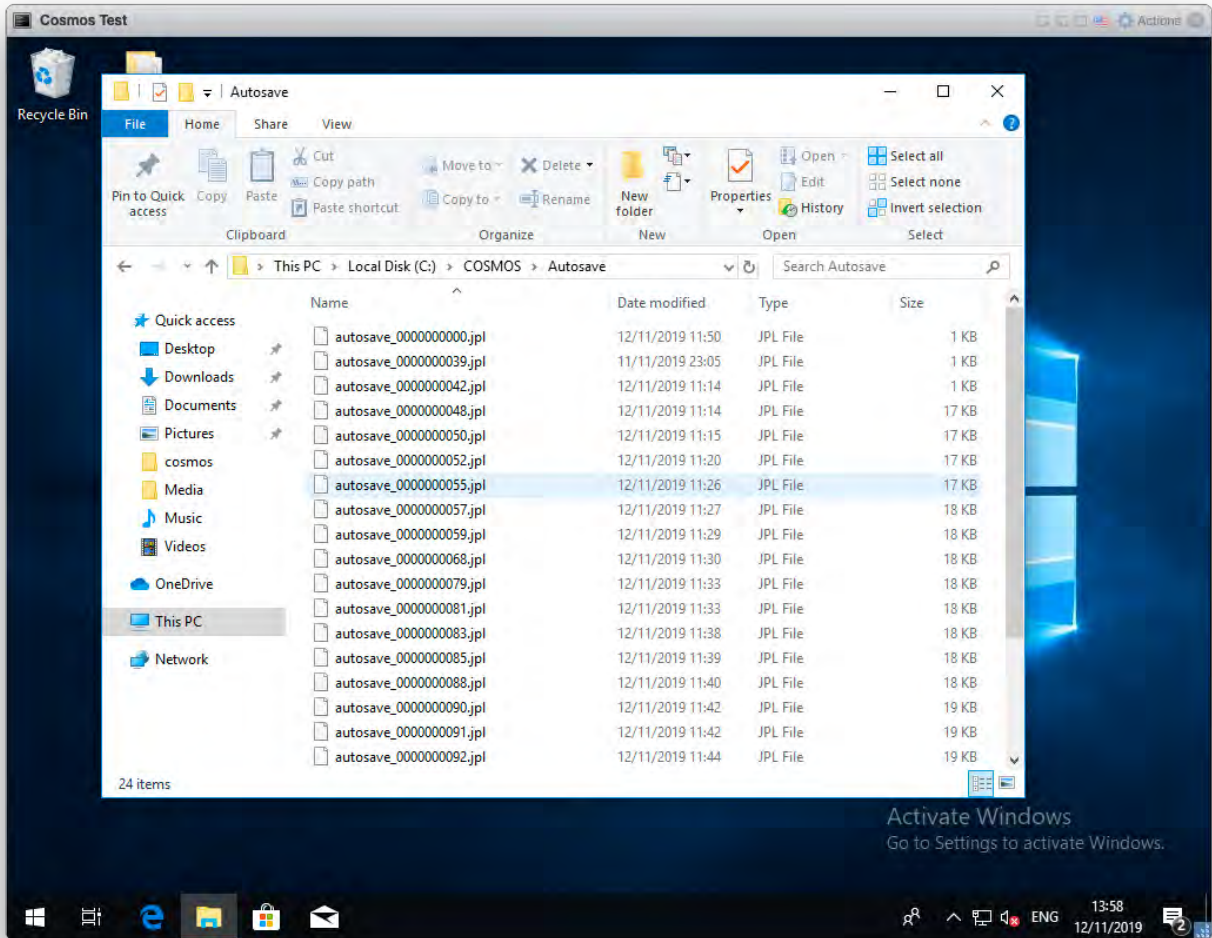 Cosmos Test
Actions
Recycle Bin
Autosave
File Home Share View
Pin to Quick access
Copy
Paste
Cut
Copy path
Paste shortcut
Clipboard
Move to
Copy to
Delete
Rename
Organize
New folder
New
Properties
Open
Edit
History
Open
Select all
Select none
Invert selection
Select
This PC > Local Disk (C:) > COSMOS > Autosave
Search Autosave
Quick access
Desktop
Downloads
Documents
Pictures
cosmos
Media
Music
Videos
OneDrive
This PC
Network
Name Date modified Type Size
autosave_0000000000.jpl 12/11/2019 11:50 JPL File 1 KB
autosave_0000000039.jpl 11/11/2019 23:05 JPL File 1 KB
autosave_0000000042.jpl 12/11/2019 11:14 JPL File 1 KB
autosave_0000000048.jpl 12/11/2019 11:14 JPL File 17 KB
autosave_0000000050.jpl 12/11/2019 11:15 JPL File 17 KB
autosave_0000000052.jpl 12/11/2019 11:20 JPL File 17 KB
autosave_0000000055.jpl 12/11/2019 11:26 JPL File 17 KB
autosave_0000000057.jpl 12/11/2019 11:27 JPL File 18 KB
autosave_0000000059.jpl 12/11/2019 11:29 JPL File 18 KB
autosave_0000000068.jpl 12/11/2019 11:30 JPL File 18 KB
autosave_0000000079.jpl 12/11/2019 11:33 JPL File 18 KB
autosave_0000000081.jpl 12/11/2019 11:33 JPL File 18 KB
autosave_0000000083.jpl 12/11/2019 11:38 JPL File 18 KB
autosave_0000000085.jpl 12/11/2019 11:39 JPL File 18 KB
autosave_0000000088.jpl 12/11/2019 11:40 JPL File 18 KB
autosave_0000000090.jpl 12/11/2019 11:42 JPL File 19 KB
autosave_0000000091.jpl 12/11/2019 11:42 JPL File 19 KB
autosave_0000000092.jpl 12/11/2019 11:44 JPL File 19 KB
24 items
Activate Windows
Go to Settings to activate Windows.
ENG
13:58
12/11/2019
2